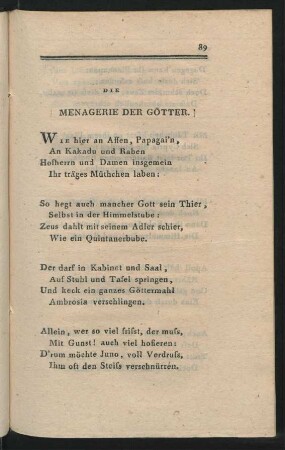 89
DIE
MENAGERIE DER GÖTTER.
WIE hier an Affen, Papagai'n,
An Kakadu und Raben
Hofherrn und Damen insgemein
Ihr träges Müthchen laben:
So hegt auch mancher Gott sein Thier,
Selbst in der Himmelstube:
Zeus dahlt mit seinem Adler schier,
Wie ein Quintanerbube.
Der darf in Kabinet und Saal,
Auf Stuhl und Tafel springen,
Und keck ein ganzes Göttermahl
Ambrosia verschlingen.
Allein, wer so viel frisst, der muss,
Mit Gunst! auch viel hofieren:
D'rum möchte Juno, voll Verdruss,
Ihm oft den Steiss verschnürren.